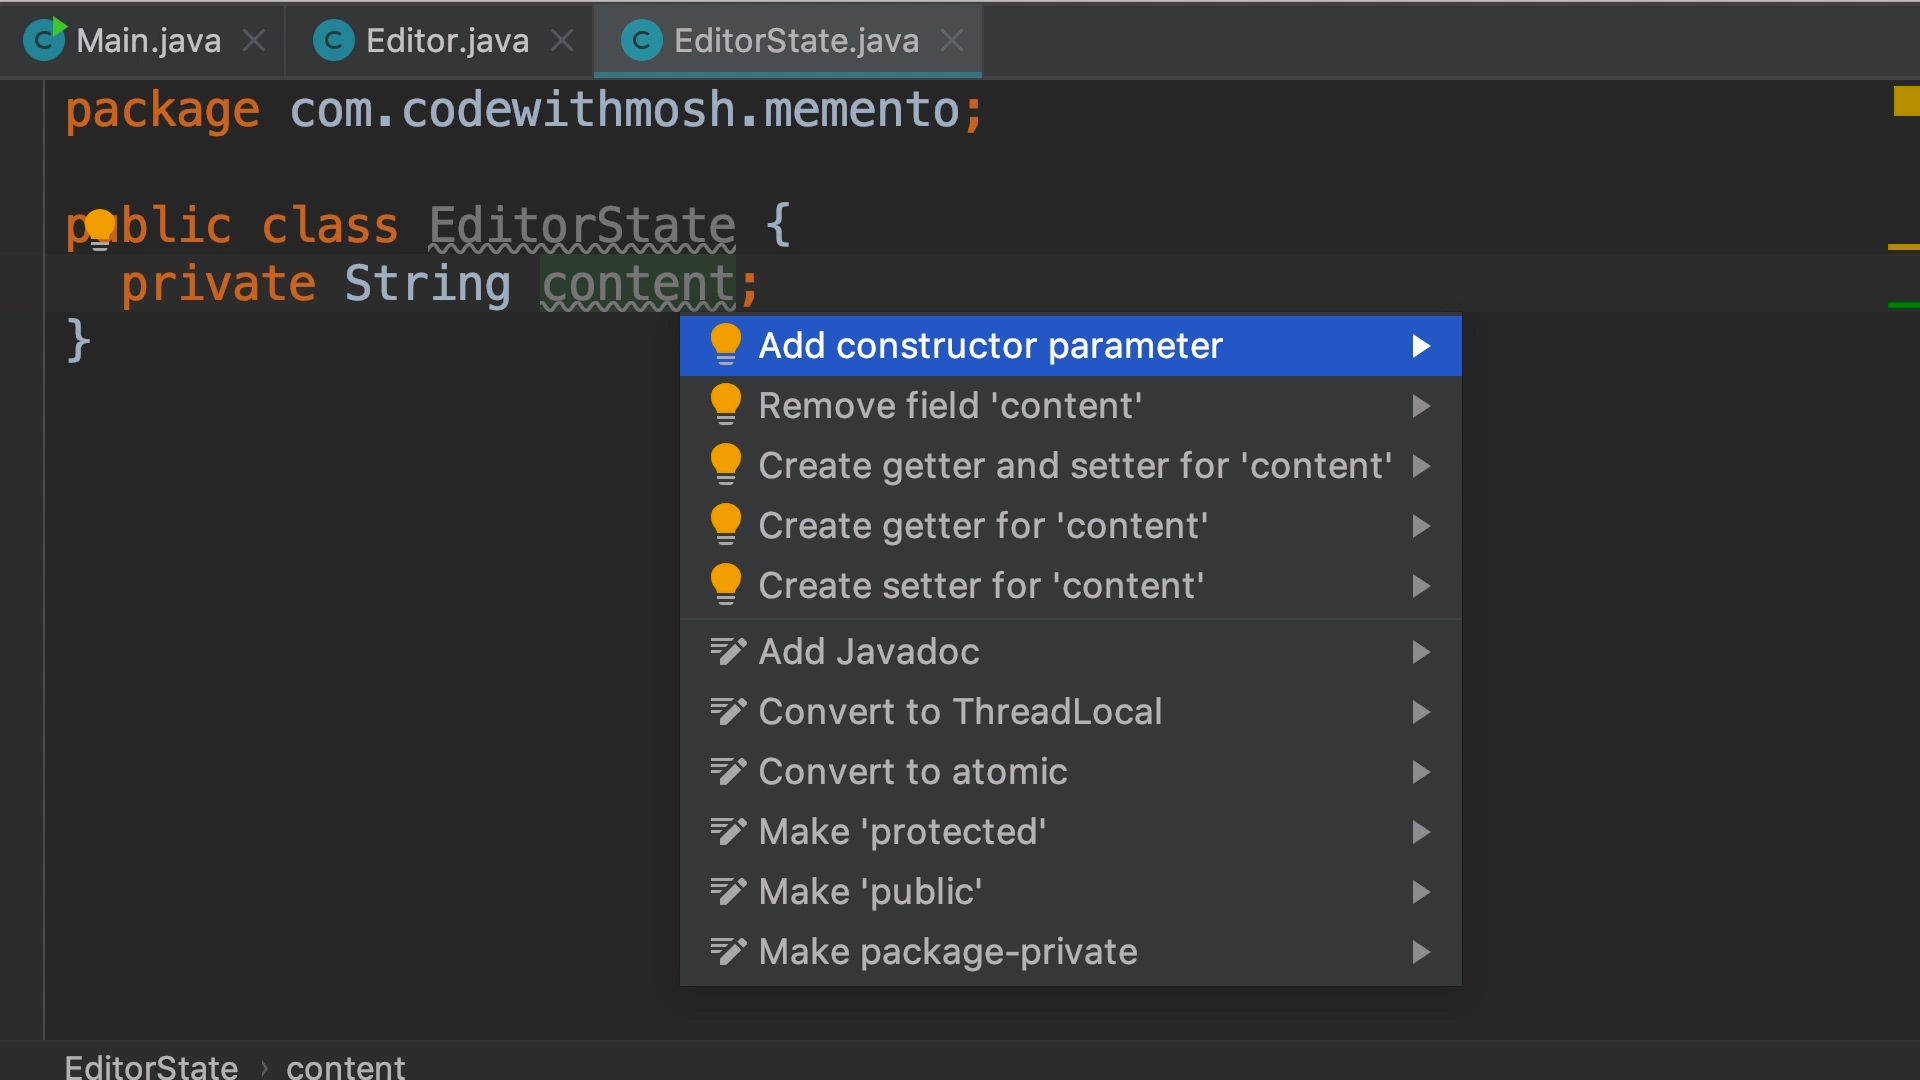 Main.java
Editor.java
EditorState.java
package com.codewithmosh.memento;
public class EditorState {
private String content;
}
Add constructor parameter
Remove field 'content'
Create getter and setter for 'content'
Create getter for 'content'
Create setter for 'content'
Add Javadoc
Convert to ThreadLocal
Convert to atomic
Make 'protected'
Make 'public'
Make package-private
EditorState › content